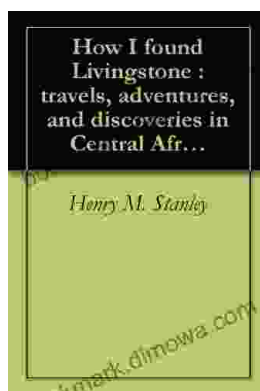 How I found
Livingstone :
travels, adventures,
and discoveries in
Central Afr...
Henry M. Stanley